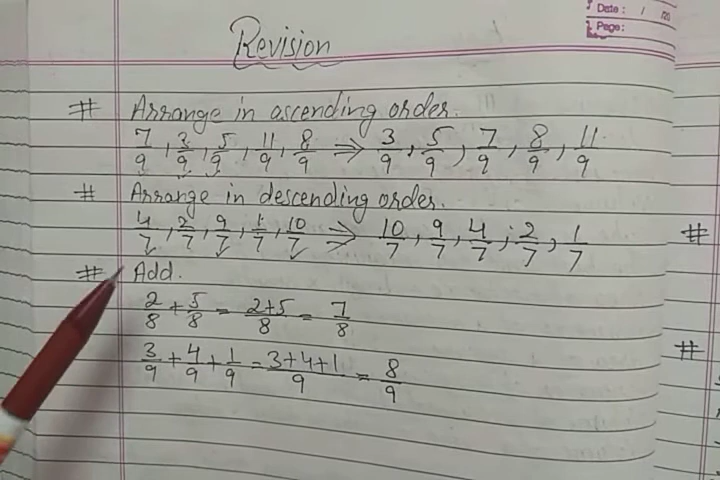 Date: / /20
Page:
Revision
# Arrange in ascending order.
7/9, 3/9, 5/9, 11/9, 8/9 ⇒ 3/9, 5/9, 7/9, 8/9, 11/9
# Arrange in descending order.
4/7, 2/7, 9/7, 1/7, 10/7 ⇒ 10/7, 9/7, 4/7, 2/7, 1/7
#
# Add.
2/8 + 5/8 = 2+5/8 = 7/8
3/9 + 4/9 + 1/9 = 3+4+1/9 = 8/9
#